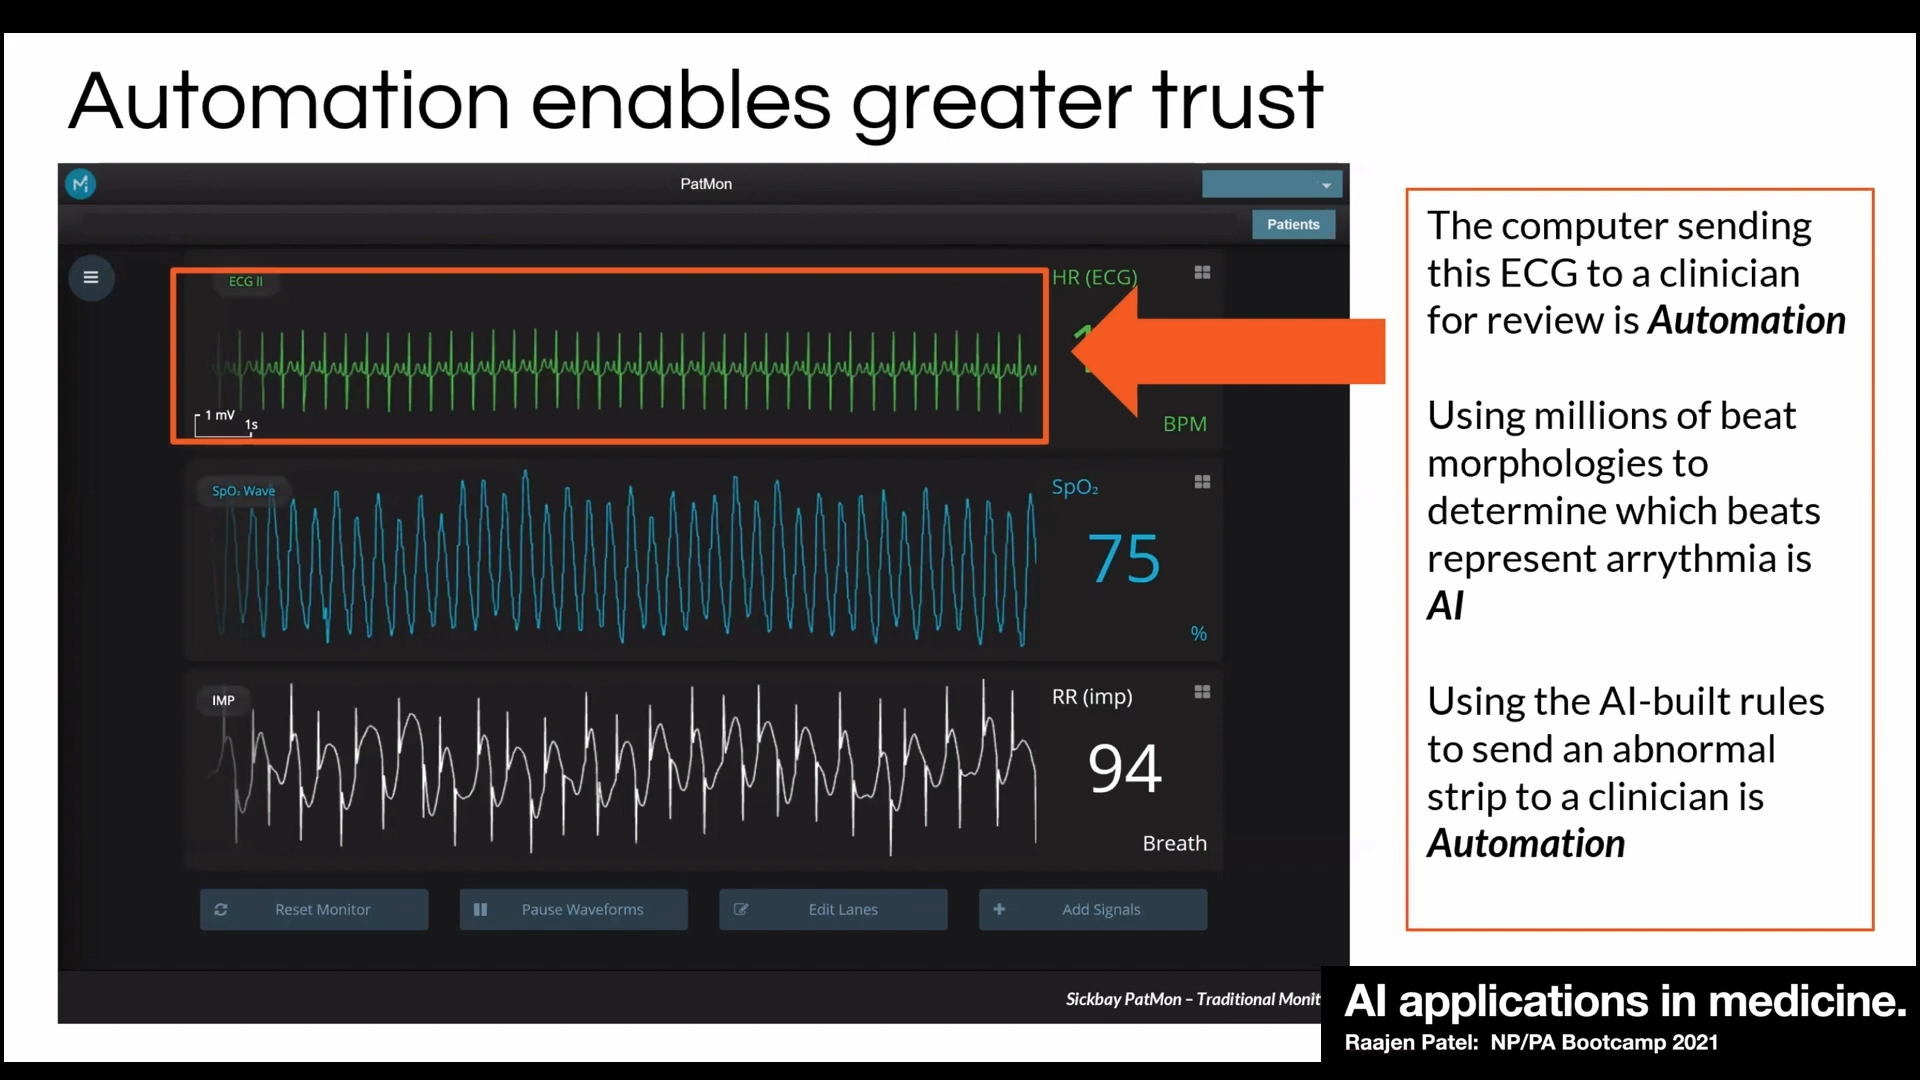 Automation enables greater trust
PatMon
Patients
ECG II
HR (ECG)
1 mV
1s
BPM
SpO₂ Wave
SpO₂
75
%
IMP
RR (imp)
94
Breath
Reset Monitor
Pause Waveforms
Edit Lanes
Add Signals
Sickbay PatMon – Traditional Monit
The computer sending
this ECG to a clinician
for review is Automation
Using millions of beat
morphologies to
determine which beats
represent arrythmia is
AI
Using the AI-built rules
to send an abnormal
strip to a clinician is
Automation
AI applications in medicine.
Raajen Patel: NP/PA Bootcamp 2021